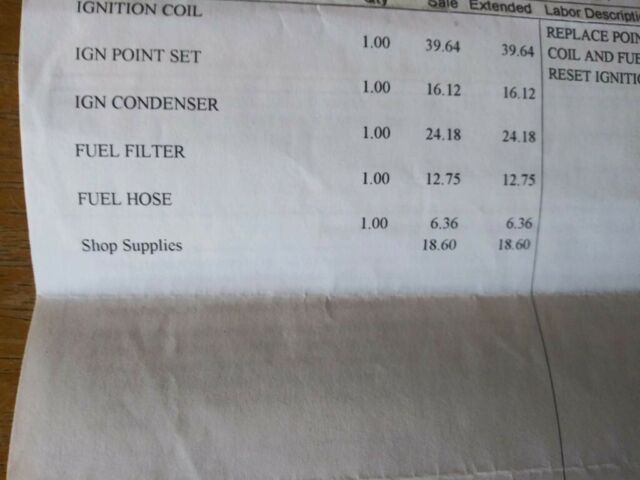 Qty Sale Extended Labor Descripti
IGNITION COIL
1.00 39.64 39.64
REPLACE POIN
IGN POINT SET
COIL AND FUE
1.00 16.12 16.12
RESET IGNITIO
IGN CONDENSER
1.00 24.18 24.18
FUEL FILTER
1.00 12.75 12.75
FUEL HOSE
1.00 6.36 6.36
Shop Supplies 18.60 18.60